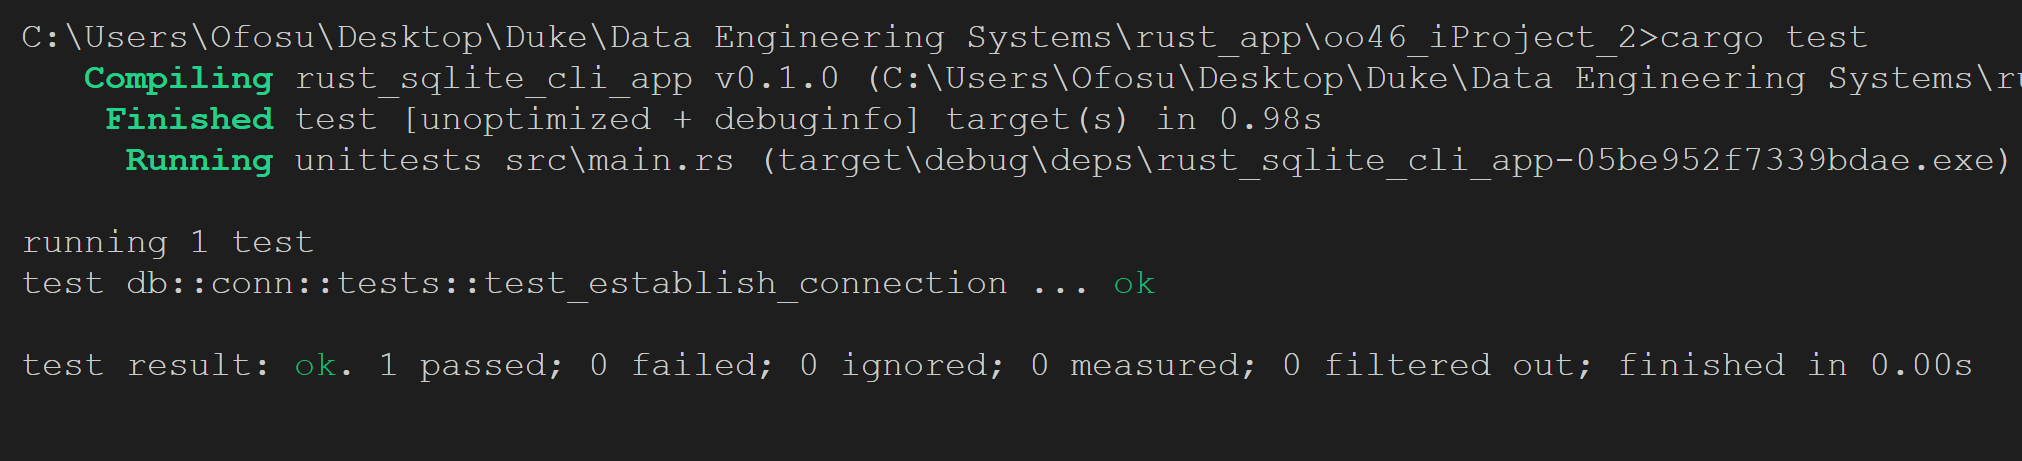 C:\Users\Ofosu\Desktop\Duke\Data Engineering Systems\rust_app\oo46_iProject_2>cargo test
Compiling rust_sqlite_cli_app v0.1.0 (C:\Users\Ofosu\Desktop\Duke\Data Engineering Systems\ru
Finished test [unoptimized + debuginfo] target(s) in 0.98s
Running unittests src\main.rs (target\debug\deps\rust_sqlite_cli_app-05be952f7339bdae.exe)
running 1 test
test db::conn::tests::test_establish_connection ... ok
test result: ok. 1 passed; 0 failed; 0 ignored; 0 measured; 0 filtered out; finished in 0.00s